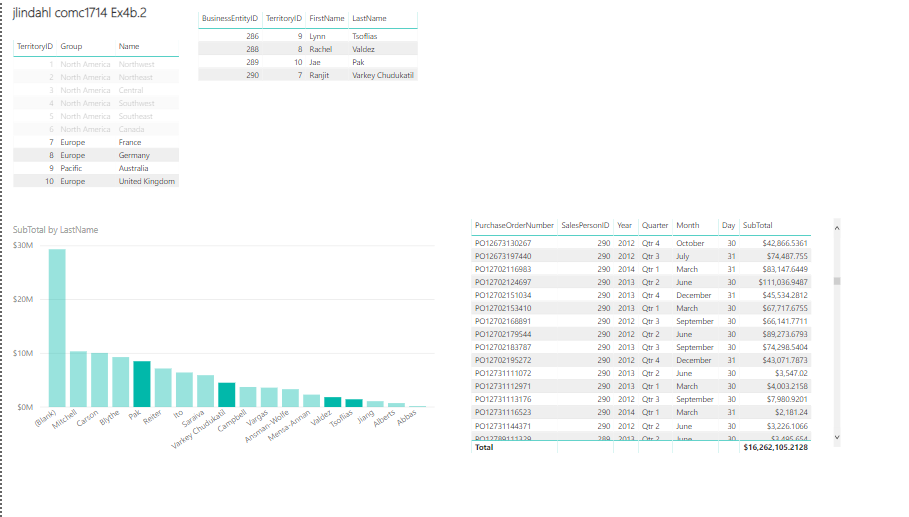 jlindahl comc1714 Ex4b.2
BusinessEntityID TerritoryID FirstName LastName
286 9 Lynn Tsoflias
288 8 Rachel Valdez
289 10 Jae Pak
290 7 Ranjit Varkey Chudukatil
TerritoryID Group Name
1 North America Northwest
2 North America Northeast
3 North America Central
4 North America Southwest
5 North America Southeast
6 North America Canada
7 Europe France
8 Europe Germany
9 Pacific Australia
10 Europe United Kingdom
SubTotal by LastName
$30M
$20M
$10M
$0M
(Blank) Mitchell Carson Blythe Pak Reiter Ito Saraiva Varkey Chudukatil Campbell Vargas Ansman-Wolfe Mensa-Annan Valdez Tsoflias Jiang Alberts Abbas
PurchaseOrderNumber SalesPersonID Year Quarter Month Day SubTotal
PO12673130267 290 2012 Qtr 4 October 30 $42,866.5361
PO12673197440 290 2012 Qtr 3 July 31 $74,487.755
PO12702116983 290 2014 Qtr 1 March 31 $83,147.6449
PO12702124697 290 2013 Qtr 2 June 30 $111,036.9487
PO12702151034 290 2013 Qtr 4 December 31 $45,534.2812
PO12702153410 290 2013 Qtr 1 March 30 $67,717.6755
PO12702168891 290 2012 Qtr 3 September 30 $66,141.7711
PO12702179544 290 2012 Qtr 2 June 30 $89,273.6793
PO12702183787 290 2013 Qtr 3 September 30 $74,298.5404
PO12702195272 290 2012 Qtr 4 December 31 $43,071.7873
PO12731111072 290 2013 Qtr 2 June 30 $3,547.02
PO12731112971 290 2013 Qtr 1 March 30 $4,003.2158
PO12731113176 290 2012 Qtr 3 September 30 $7,980.9201
PO12731116523 290 2014 Qtr 1 March 31 $2,181.24
PO12731144371 290 2012 Qtr 2 June 30 $3,226.1066
PO12789111329 289 2013 Qtr 2 June 30 $3,495.654
Total $16,262,105.2128